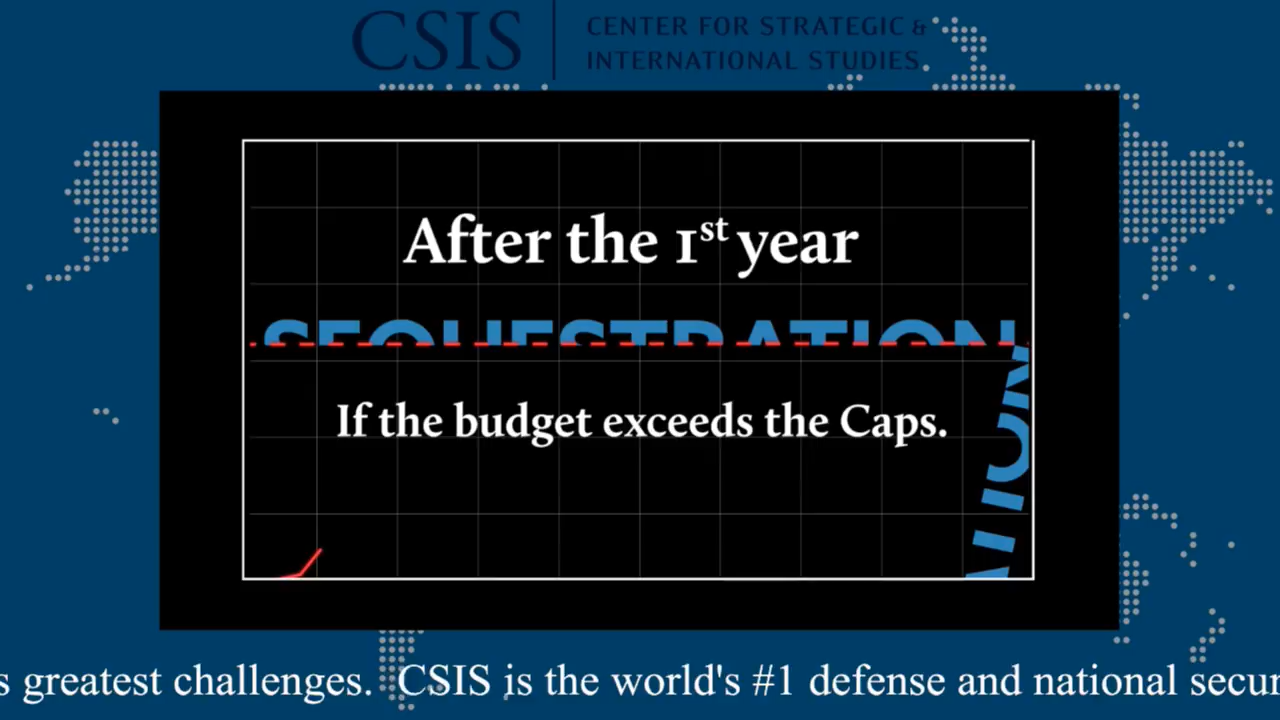 CSIS
CENTER FOR STRATEGIC &
INTERNATIONAL STUDIES
After the 1st year
SEQUESTRATION
If the budget exceeds the Caps.
s greatest challenges. CSIS is the world's #1 defense and national secur